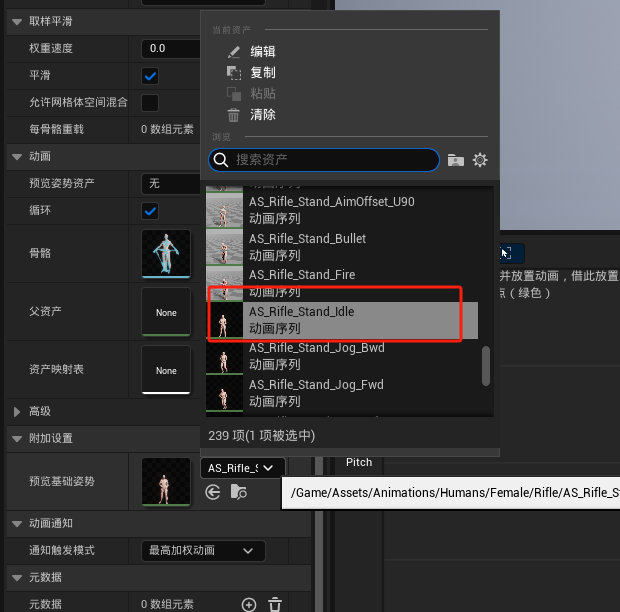 取样平滑
权重速度
0.0
平滑
允许网格体空间混合
每骨骼重载
0 数组元素
动画
预览姿势资产
无
循环
骨骼
父资产
None
资产映射表
None
高级
附加设置
预览基础姿势
AS_Rifle_S
动画通知
通知触发模式
最高加权动画
元数据
元数据
0 数组元素
当前资产
编辑
复制
粘贴
清除
浏览
搜索资产
动画序列
AS_Rifle_Stand_AimOffset_U90
动画序列
AS_Rifle_Stand_Bullet
动画序列
AS_Rifle_Stand_Fire
动画序列
AS_Rifle_Stand_Idle
动画序列
AS_Rifle_Stand_Jog_Bwd
动画序列
AS_Rifle_Stand_Jog_Fwd
动画序列
239 项(1 项被选中)
并放置动画，借此放置
点（绿色）
Pitch
/Game/Assets/Animations/Humans/Female/Rifle/AS_Rifle_S